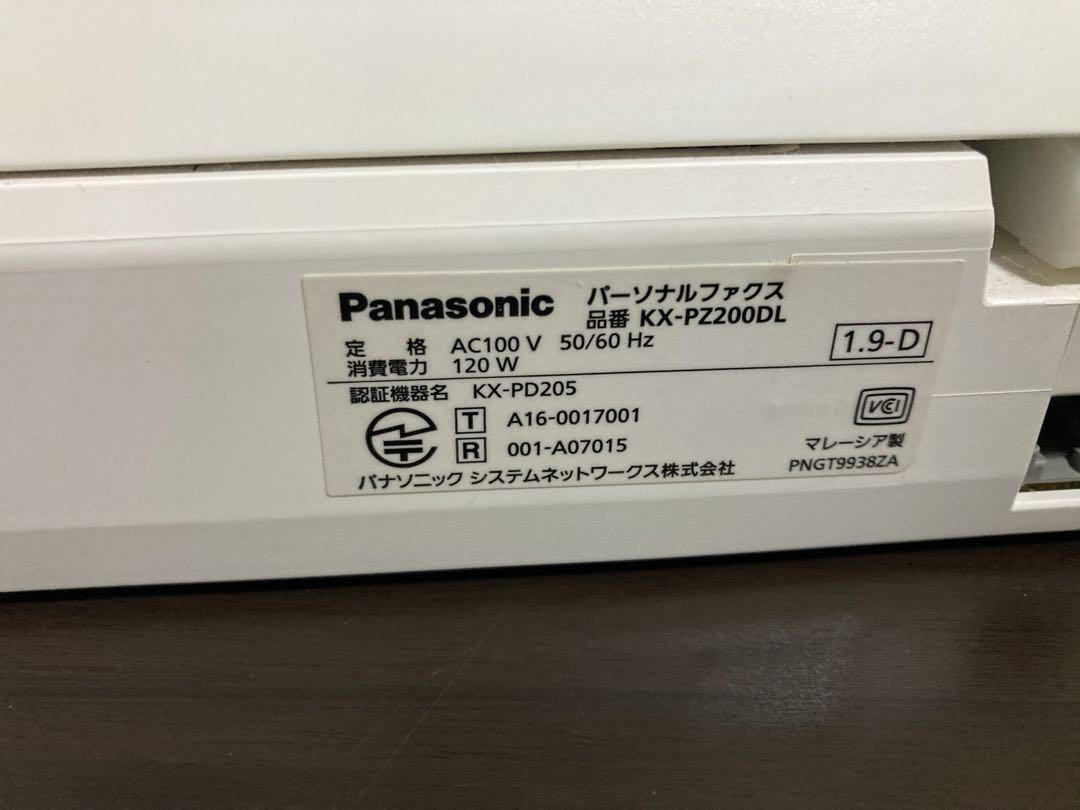 Panasonic パーソナルファクス
品番 KX-PZ200DL
定 格 AC100 V 50/60 Hz
消費電力 120 W
1.9-D
認証機器名 KX-PD205
T A16-0017001
R 001-A07015
VCI
マレーシア製
パナソニック システムネットワークス株式会社
PNGT9938ZA